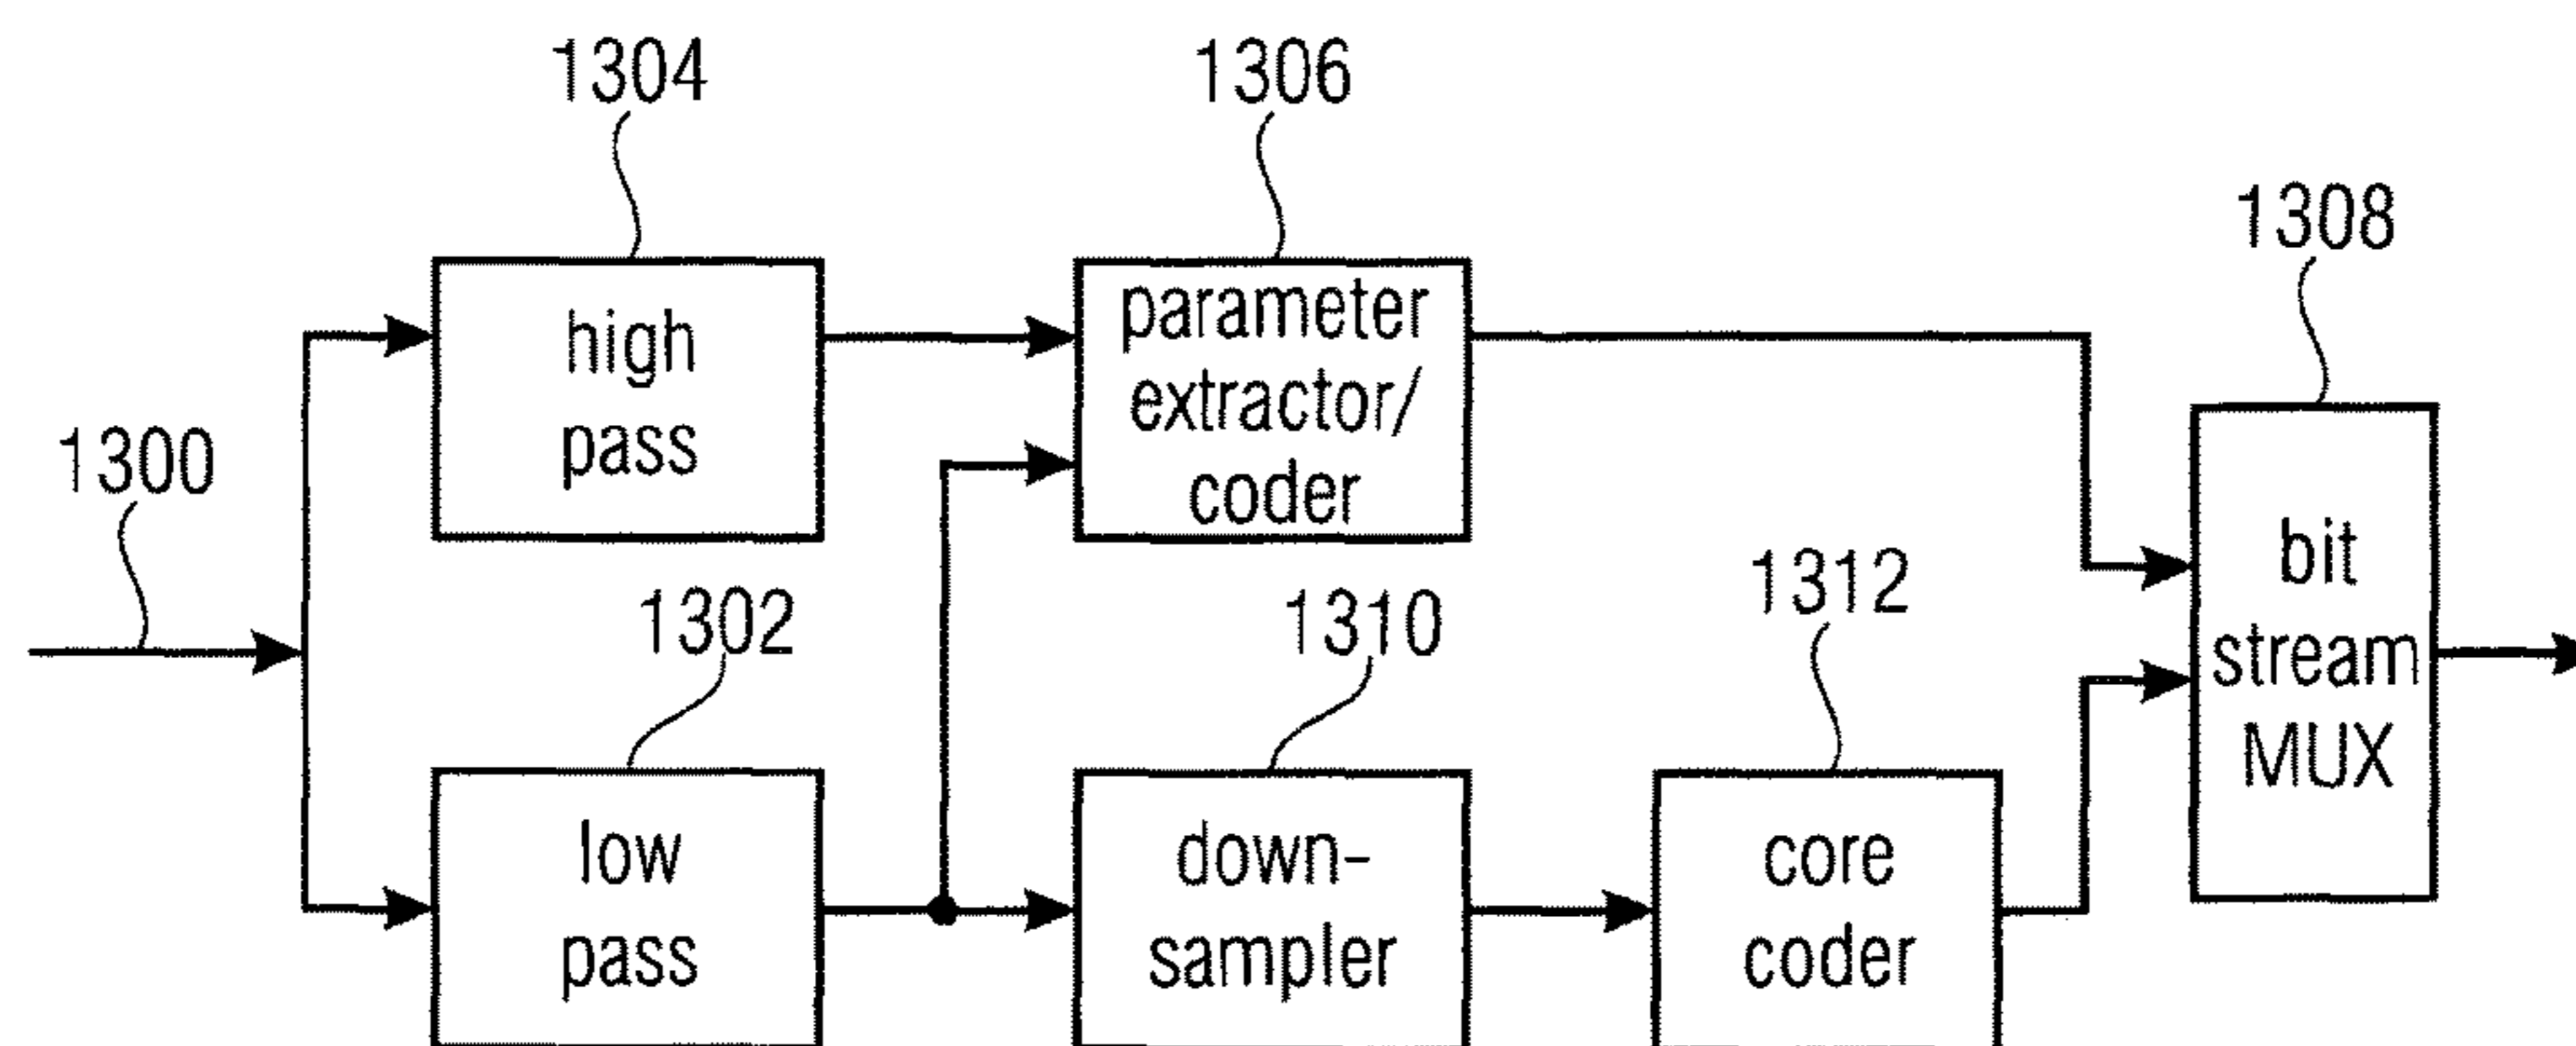 1304
1306
1308
high
pass
parameter
extractor/
coder
1300
1302
1310
1312
bit
stream
MUX
low
pass
down-
sampler
core
coder